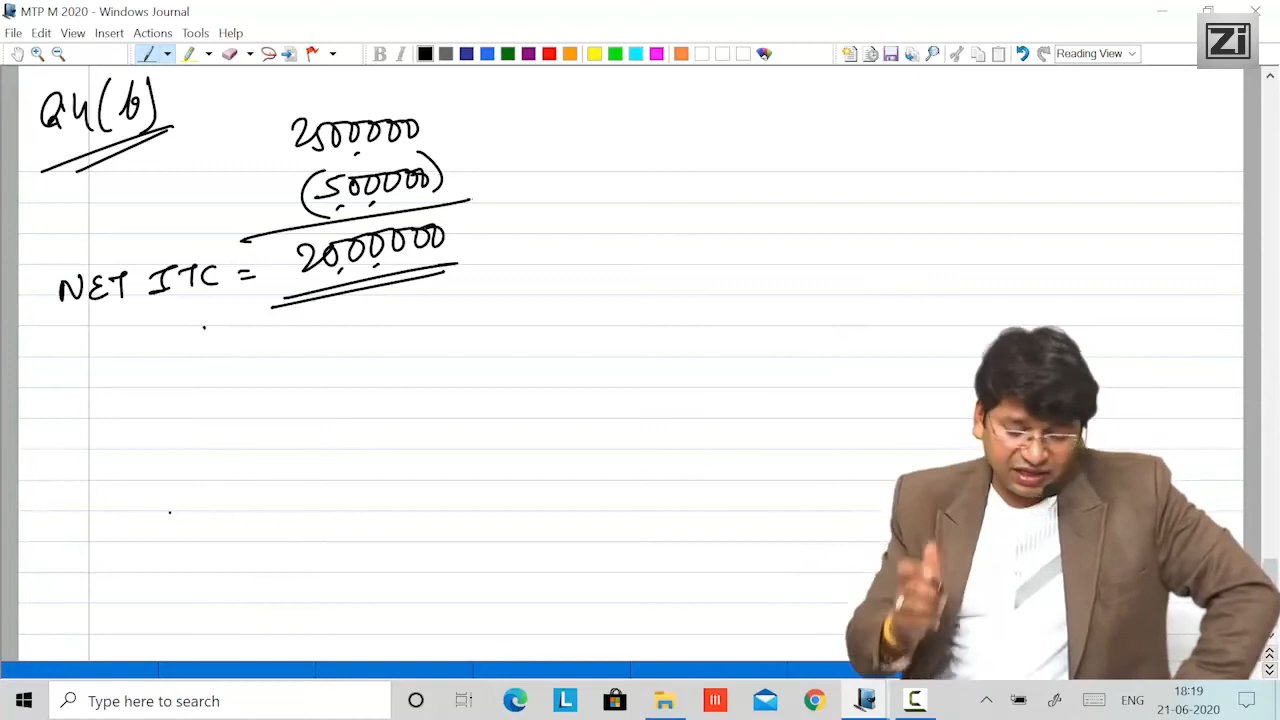 MTP M 2020 - Windows Journal
Zi
File Edit View Insert Actions Tools Help
B I
Reading View
Q4(b)
2500000
(500000)
NET ITC = 2000000
Type here to search
L
C
ENG
18:19
21-06-2020